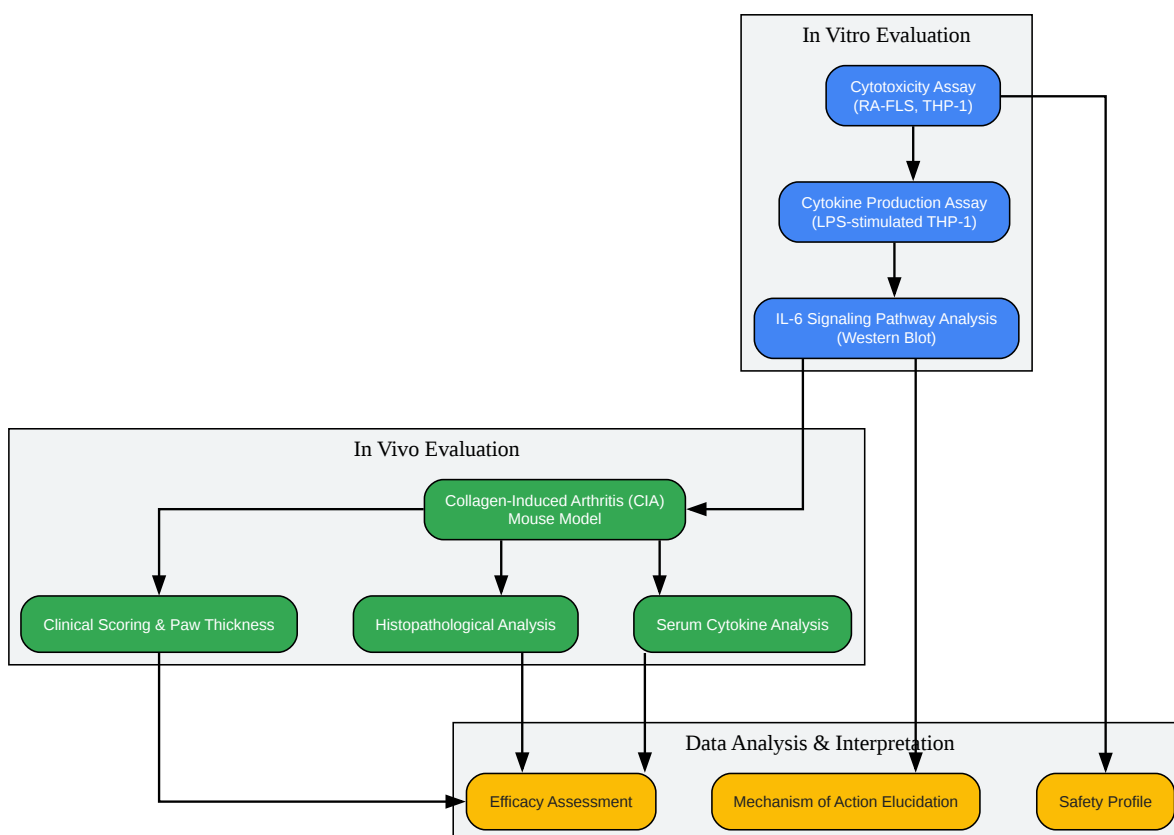 In Vitro Evaluation
Cytotoxicity Assay
(RA-FLS, THP-1)
Cytokine Production Assay
(LPS-stimulated THP-1)
IL-6 Signaling Pathway Analysis
(Western Blot)
In Vivo Evaluation
Collagen-Induced Arthritis (CIA)
Mouse Model
Clinical Scoring & Paw Thickness
Histopathological Analysis
Serum Cytokine Analysis
Data Analysis & Interpretation
Efficacy Assessment
Mechanism of Action Elucidation
Safety Profile